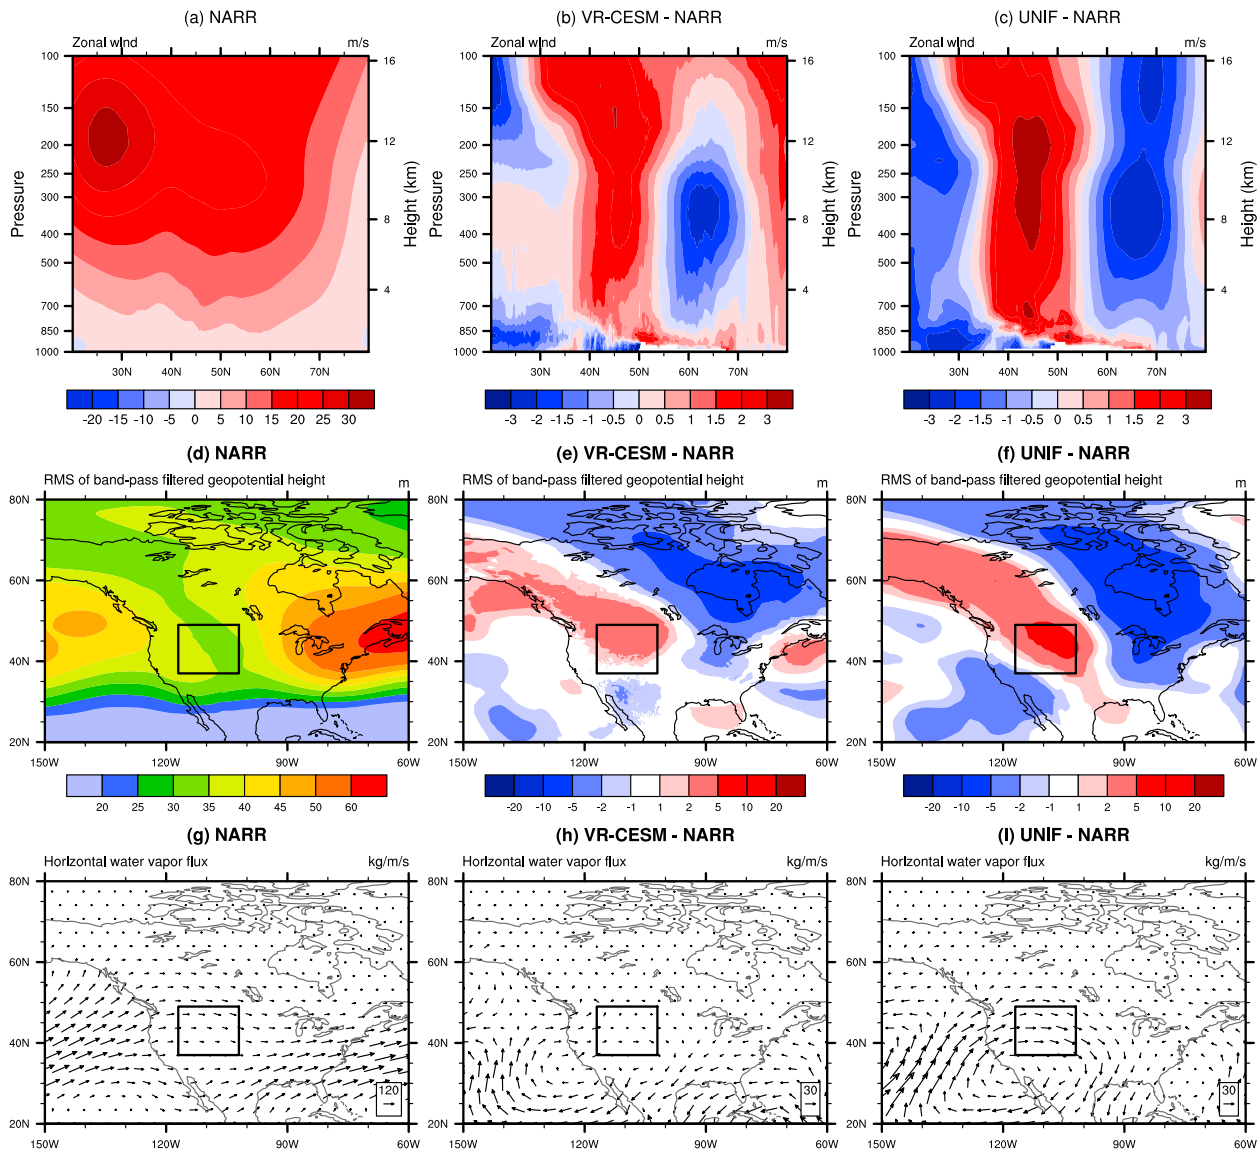 (a) NARR
(b) VR-CESM - NARR
(c) UNIF - NARR
Zonal wind m/s
Zonal wind m/s
Zonal wind m/s
100 150 200 250 300 400 500 700 850 1000
Pressure
16 12 8 4
Height (km)
30N 40N 50N 60N 70N
100 150 200 250 300 400 500 700 850 1000
Pressure
16 12 8 4
Height (km)
30N 40N 50N 60N 70N
100 150 200 250 300 400 500 700 850 1000
Pressure
16 12 8 4
Height (km)
30N 40N 50N 60N 70N
-20 -15 -10 -5 0 5 10 15 20 25 30
-3 -2 -1.5 -1 -0.5 0 0.5 1 1.5 2 3
-3 -2 -1.5 -1 -0.5 0 0.5 1 1.5 2 3
(d) NARR
(e) VR-CESM - NARR
(f) UNIF - NARR
RMS of band-pass filtered geopotential height m
RMS of band-pass filtered geopotential height m
RMS of band-pass filtered geopotential height m
80N 60N 40N 20N
150W 120W 90W 60W
80N 60N 40N 20N
150W 120W 90W 60W
80N 60N 40N 20N
150W 120W 90W 60W
20 25 30 35 40 45 50 60
-20 -10 -5 -2 -1 1 2 5 10 20
-20 -10 -5 -2 -1 1 2 5 10 20
(g) NARR
(h) VR-CESM - NARR
(I) UNIF - NARR
Horizontal water vapor flux kg/m/s
Horizontal water vapor flux kg/m/s
Horizontal water vapor flux kg/m/s
80N 60N 40N 20N
120
150W 120W 90W 60W
80N 60N 40N 20N
30
150W 120W 90W 60W
80N 60N 40N 20N
30
150W 120W 90W 60W